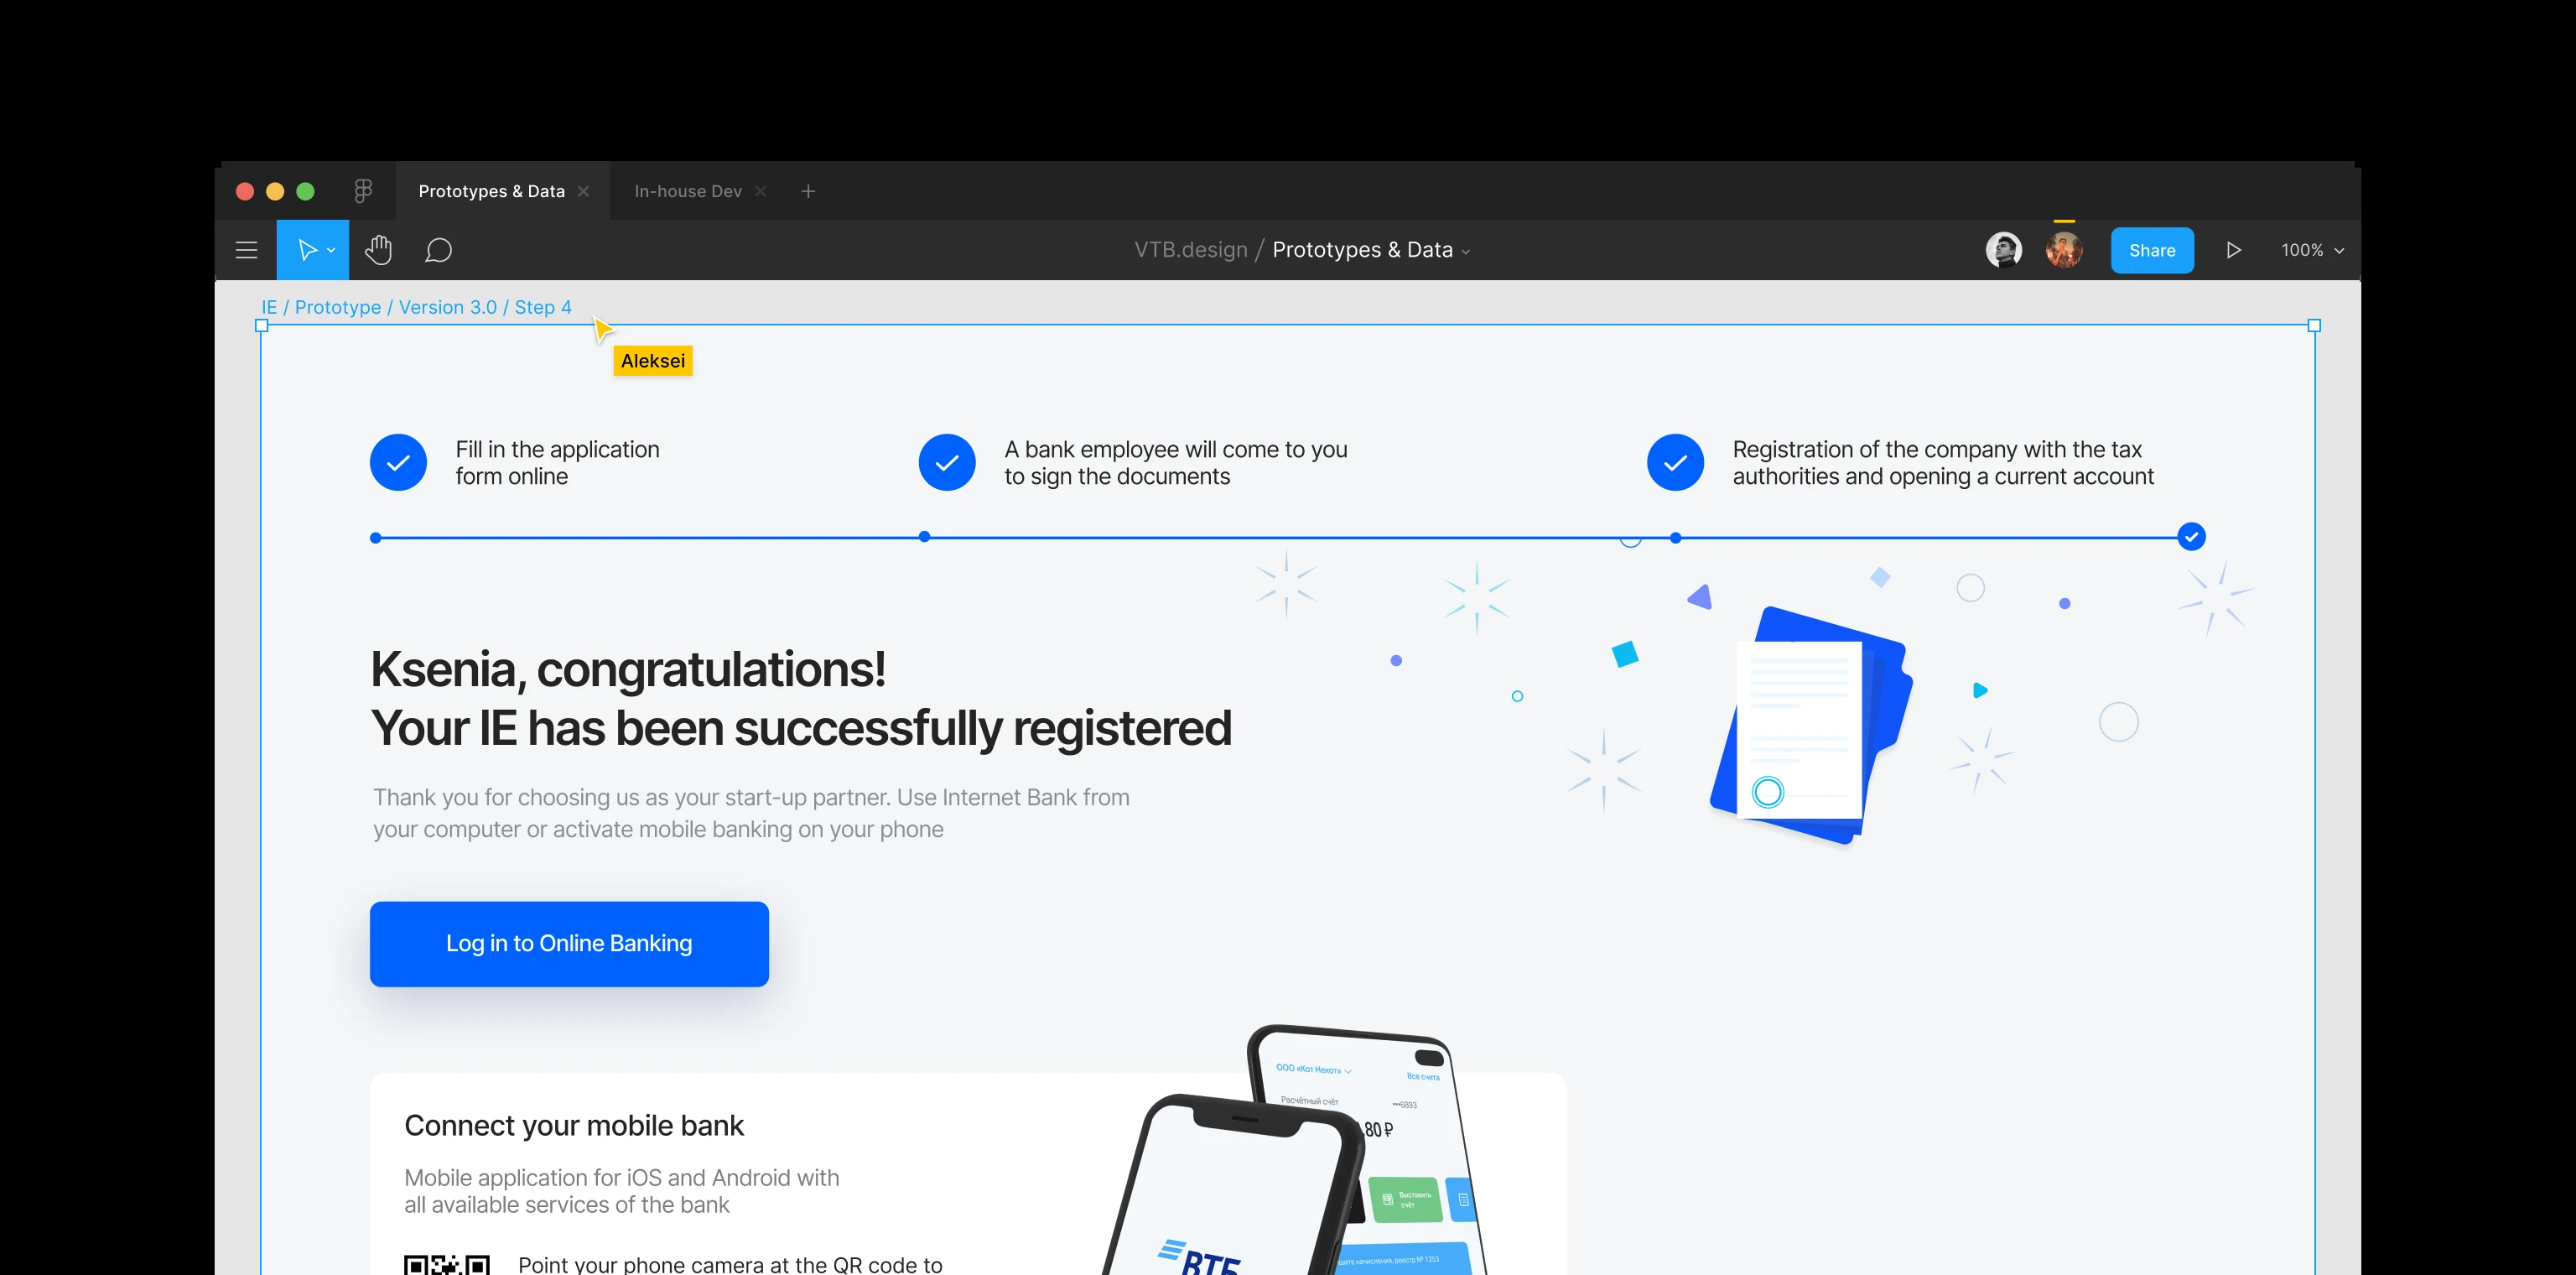 Prototypes & Data
In-house Dev
VTB.design / Prototypes & Data
Share
100%
IE / Prototype / Version 3.0 / Step 4
Aleksei
Fill in the application
form online
A bank employee will come to you
to sign the documents
Registration of the company with the tax
authorities and opening a current account
Ksenia, congratulations!
Your IE has been successfully registered
Thank you for choosing us as your start-up partner. Use Internet Bank from
your computer or activate mobile banking on your phone
Log in to Online Banking
Connect your mobile bank
Mobile application for iOS and Android with
all available services of the bank
Point your phone camera at the QR code to
ООО «Кот Некот»
Все счета
Расчётный счёт
•••6893
80 ₽
Выставить
счёт
начисления, реестр № 1253
ВТБ